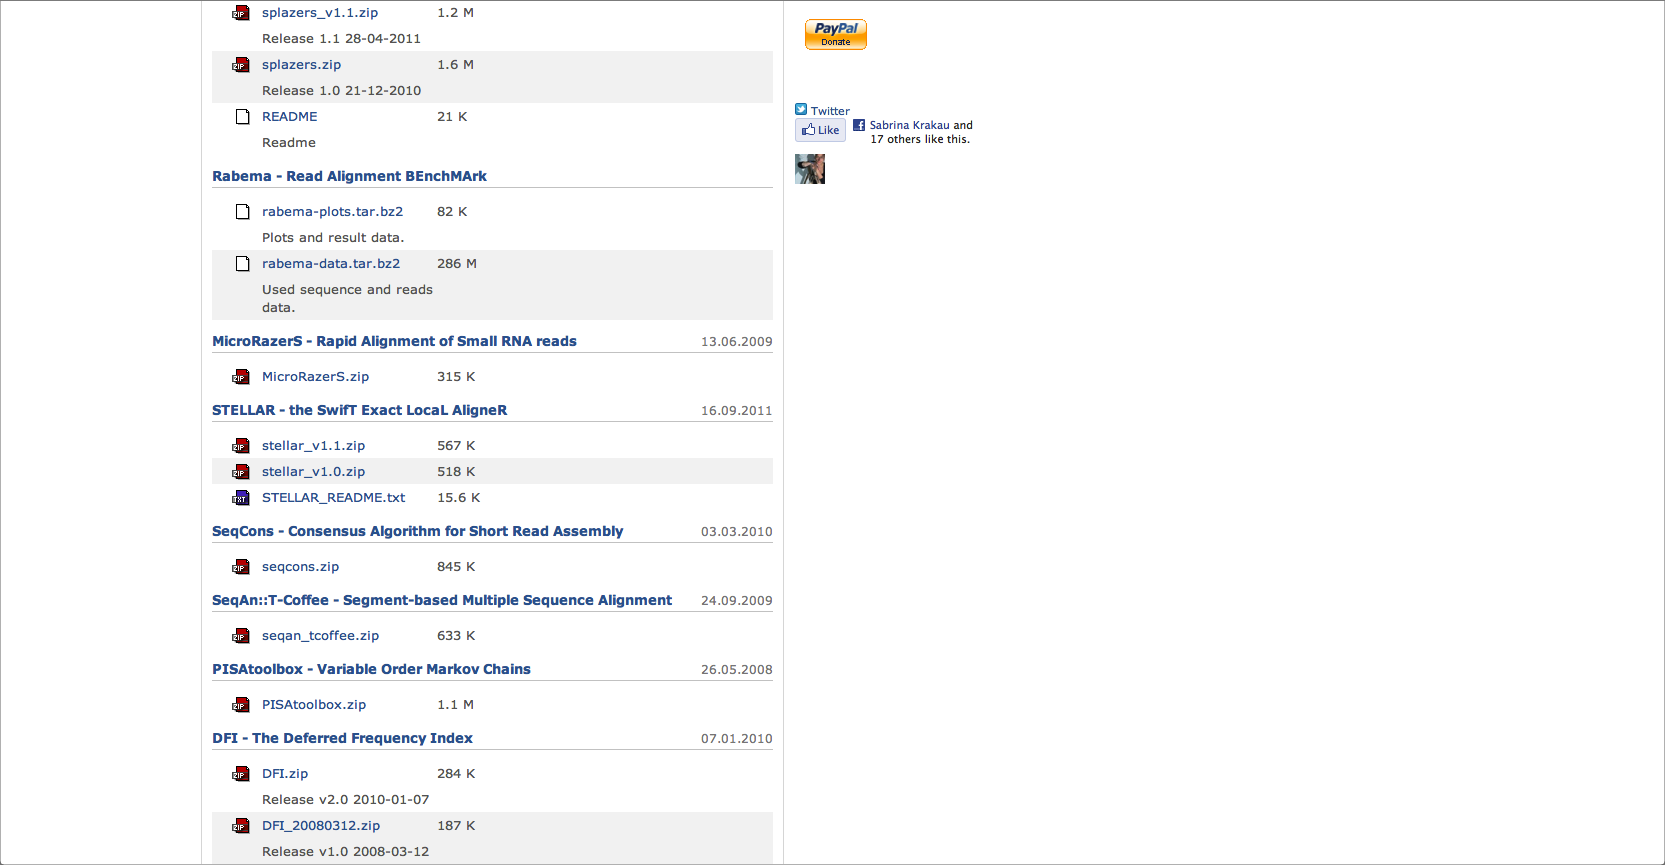 splazers_v1.1.zip 1.2 M
Release 1.1 28-04-2011
splazers.zip 1.6 M
Release 1.0 21-12-2010
README 21 K
Readme
Rabema - Read Alignment BEnchMArk
rabema-plots.tar.bz2 82 K
Plots and result data.
rabema-data.tar.bz2 286 M
Used sequence and reads
data.
MicroRazerS - Rapid Alignment of Small RNA reads 13.06.2009
MicroRazerS.zip 315 K
STELLAR - the SwifT Exact LocaL AligneR 16.09.2011
stellar_v1.1.zip 567 K
stellar_v1.0.zip 518 K
STELLAR_README.txt 15.6 K
SeqCons - Consensus Algorithm for Short Read Assembly 03.03.2010
seqcons.zip 845 K
SeqAn::T-Coffee - Segment-based Multiple Sequence Alignment 24.09.2009
seqan_tcoffee.zip 633 K
PISAtoolbox - Variable Order Markov Chains 26.05.2008
PISAtoolbox.zip 1.1 M
DFI - The Deferred Frequency Index 07.01.2010
DFI.zip 284 K
Release v2.0 2010-01-07
DFI_20080312.zip 187 K
Release v1.0 2008-03-12
PayPal
Donate
Twitter
Like Sabrina Krakau and
17 others like this.